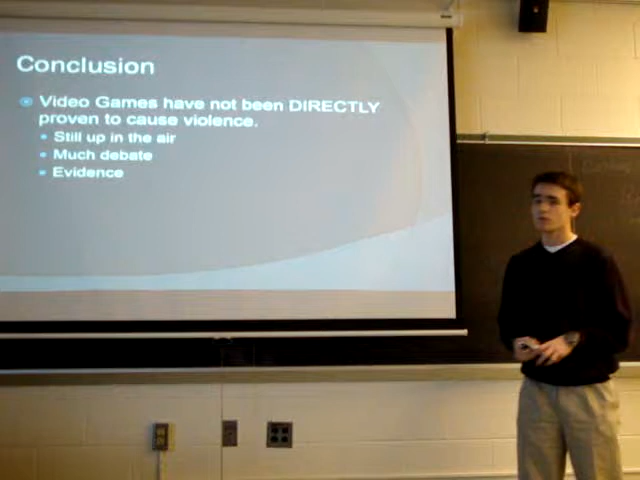 Conclusion
Video Games have not been DIRECTLY
proven to cause violence.
Still up in the air
Much debate
Evidence